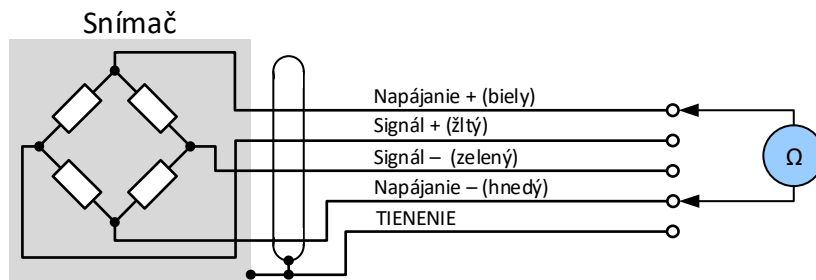 Snímač
Napájanie + (biely)
Signál + (žltý)
Signál – (zelený)
Napájanie – (hnedý)
TIENENIE
Ω